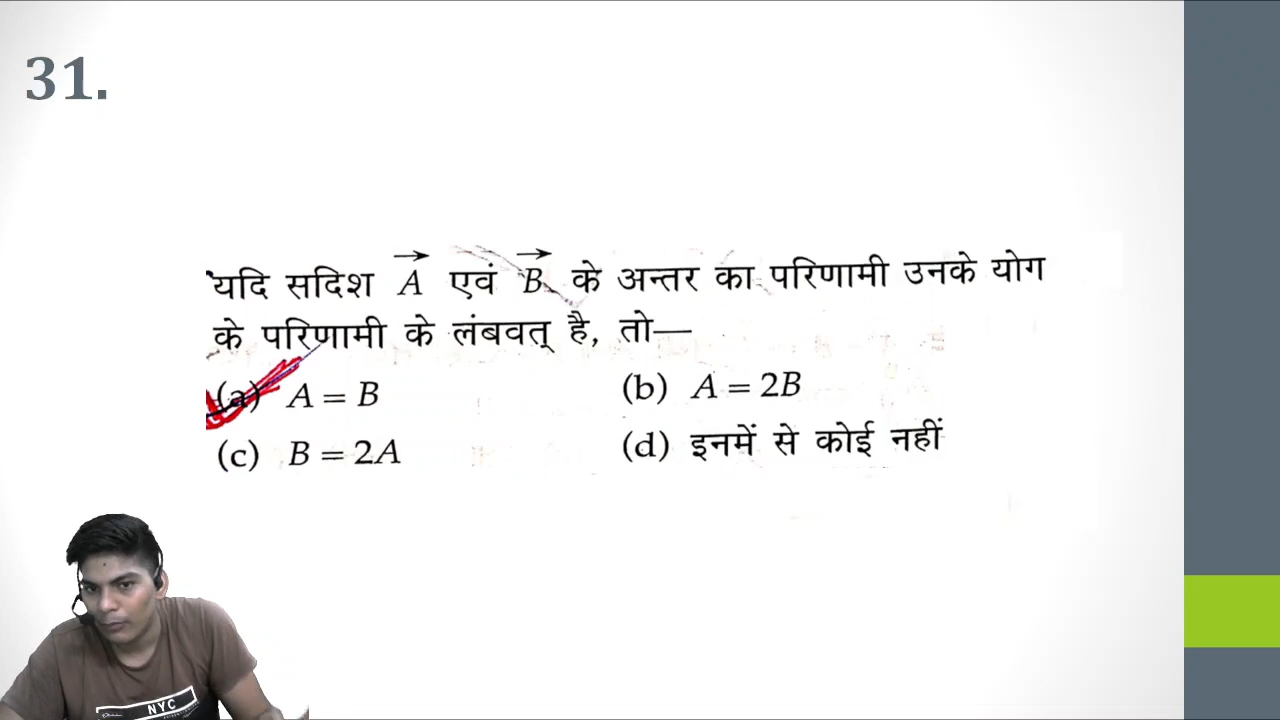 31.
यदि सदिश A⃗ एवं B⃗ के अन्तर का परिणामी उनके योग
के परिणामी के लंबवत् है, तो—
(a) A = B (b) A = 2B
(c) B = 2A (d) इनमें से कोई नहीं
NYC